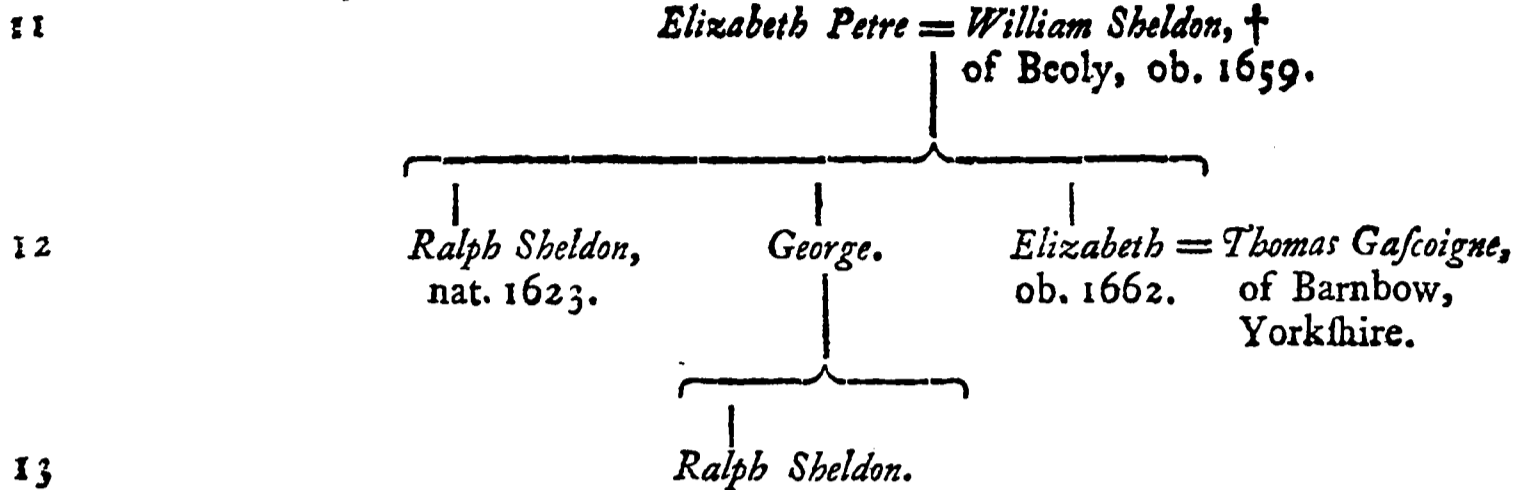 11 Elizabeth Petre = William Sheldon, †
of Beoly, ob. 1659.
12 Ralph Sheldon, George. Elizabeth = Thomas Gaſcoigne,
nat. 1623. ob. 1662. of Barnbow,
Yorkſhire.
13 Ralph Sheldon.